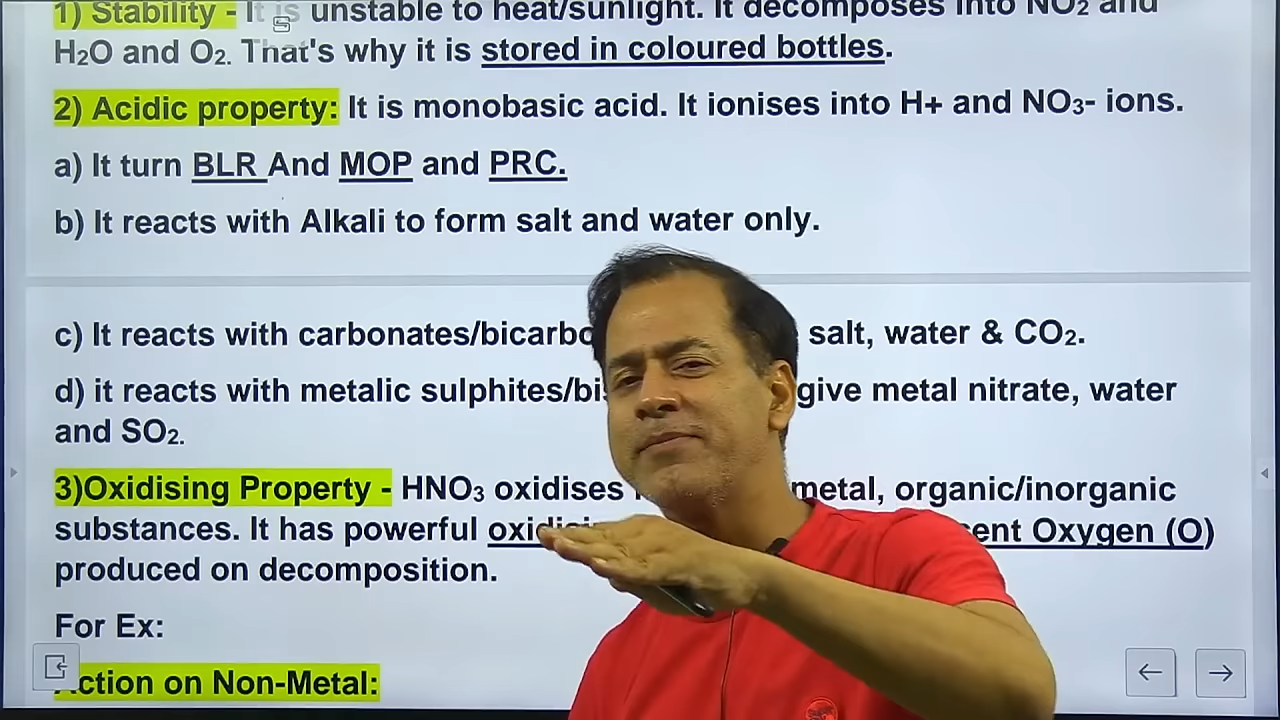 1) Stability - It is unstable to heat/sunlight. It decomposes into NO₂ and
H₂O and O₂. That's why it is stored in coloured bottles.
2) Acidic property: It is monobasic acid. It ionises into H+ and NO₃- ions.
a) It turn BLR And MOP and PRC.
b) It reacts with Alkali to form salt and water only.
c) It reacts with carbonates/bicarbo salt, water & CO₂.
d) it reacts with metalic sulphites/bi give metal nitrate, water
and SO₂.
3)Oxidising Property - HNO₃ oxidises metal, organic/inorganic
substances. It has powerful ent Oxygen (O)
produced on decomposition.
For Ex:
Action on Non-Metal: